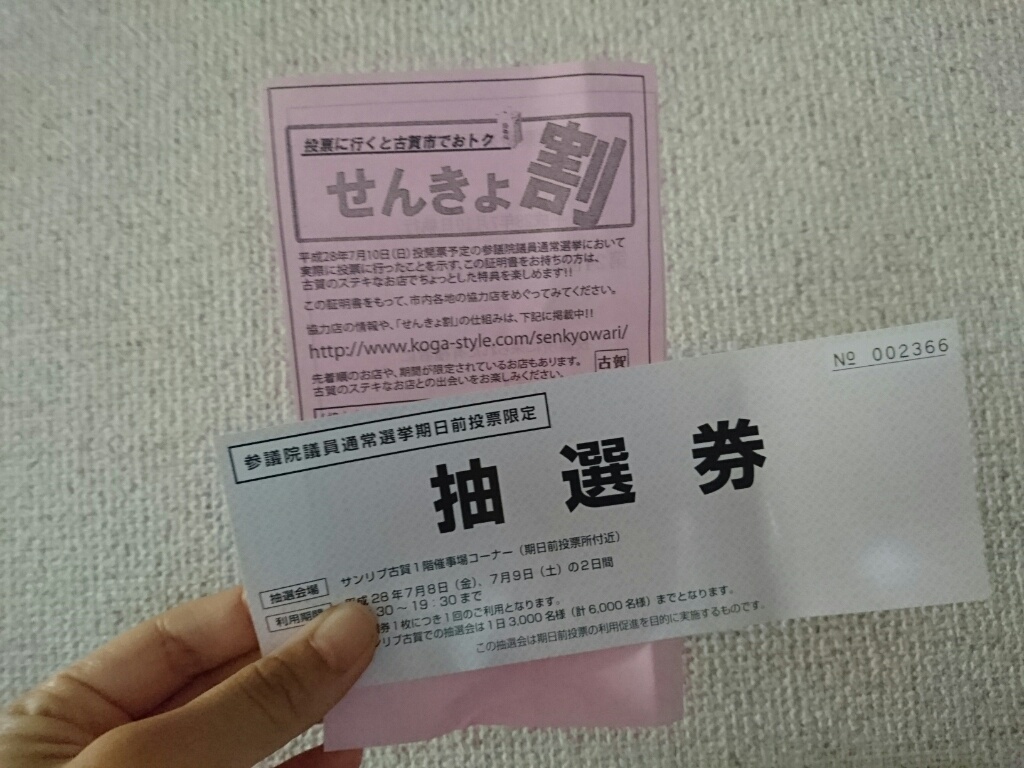 投票に行くと古賀市でおトク
せんきょ割
平成28年7月10日(日)投開票予定の参議院議員通常選挙において
実際に投票に行ったことを示す、この証明書をお持ちの方は、
古賀のステキなお店でちょっとした特典を楽しめます!!
この証明書をもって、市内各地の協力店をめぐってみてください。
協力店の情報や、「せんきょ割」の仕組みは、下記に掲載中!!
http://www.koga-style.com/senkyowari/
先着順のお店や、期間が限定されているお店もあります。
古賀のステキなお店との出会いをお楽しみください。
古賀
№ 002366
参議院議員通常選挙期日前投票限定
抽選券
抽選会場 サンリブ古賀1階催事場コーナー(期日前投票所付近)
利用期間 平成28年7月8日(金)、7月9日(土)の2日間
30~19:30まで
券1枚につき1回のご利用となります。
ンリブ古賀での抽選会は1日3,000名様(計6,000名様)までとなります。
この抽選会は期日前投票の利用促進を目的に実施するものです。